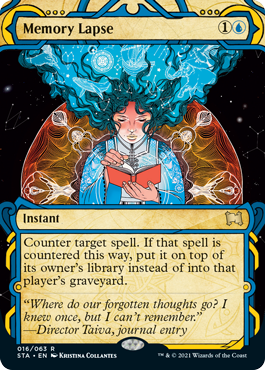 Memory Lapse 1
Instant
Counter target spell. If that spell is
countered this way, put it on top of
its owner’s library instead of into that
player’s graveyard.
“Where do our forgotten thoughts go? I
knew once, but I can’t remember.”
—Director Taiva, journal entry
016/063 R
STA • EN KRISTINA COLLANTES
™ & © 2021 Wizards of the Coast